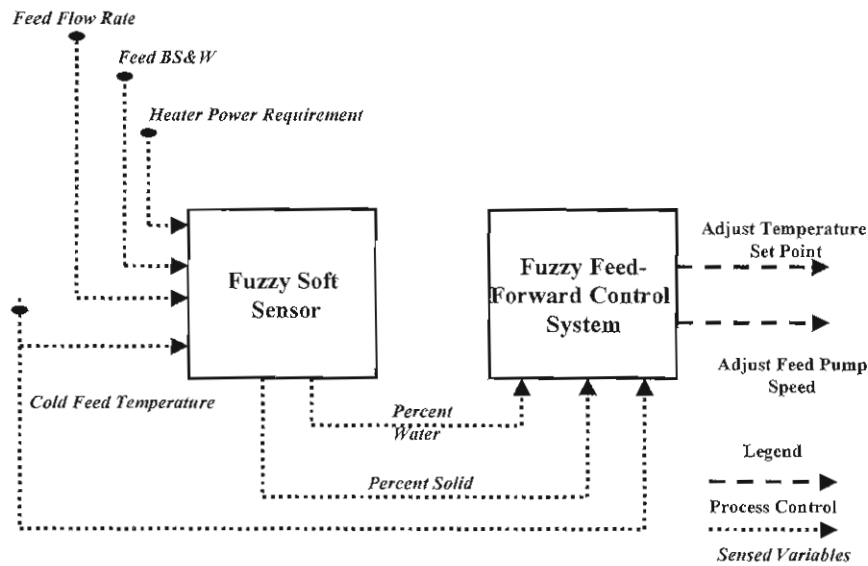 Feed Flow Rate
Feed BS&W
Heater Power Requirement
Fuzzy Soft
Sensor
Fuzzy Feed-
Forward Control
System
Adjust Temperature
Set Point
Adjust Feed Pump
Speed
Cold Feed Temperature
Percent
Water
Percent Solid
Legend
Process Control
Sensed Variables